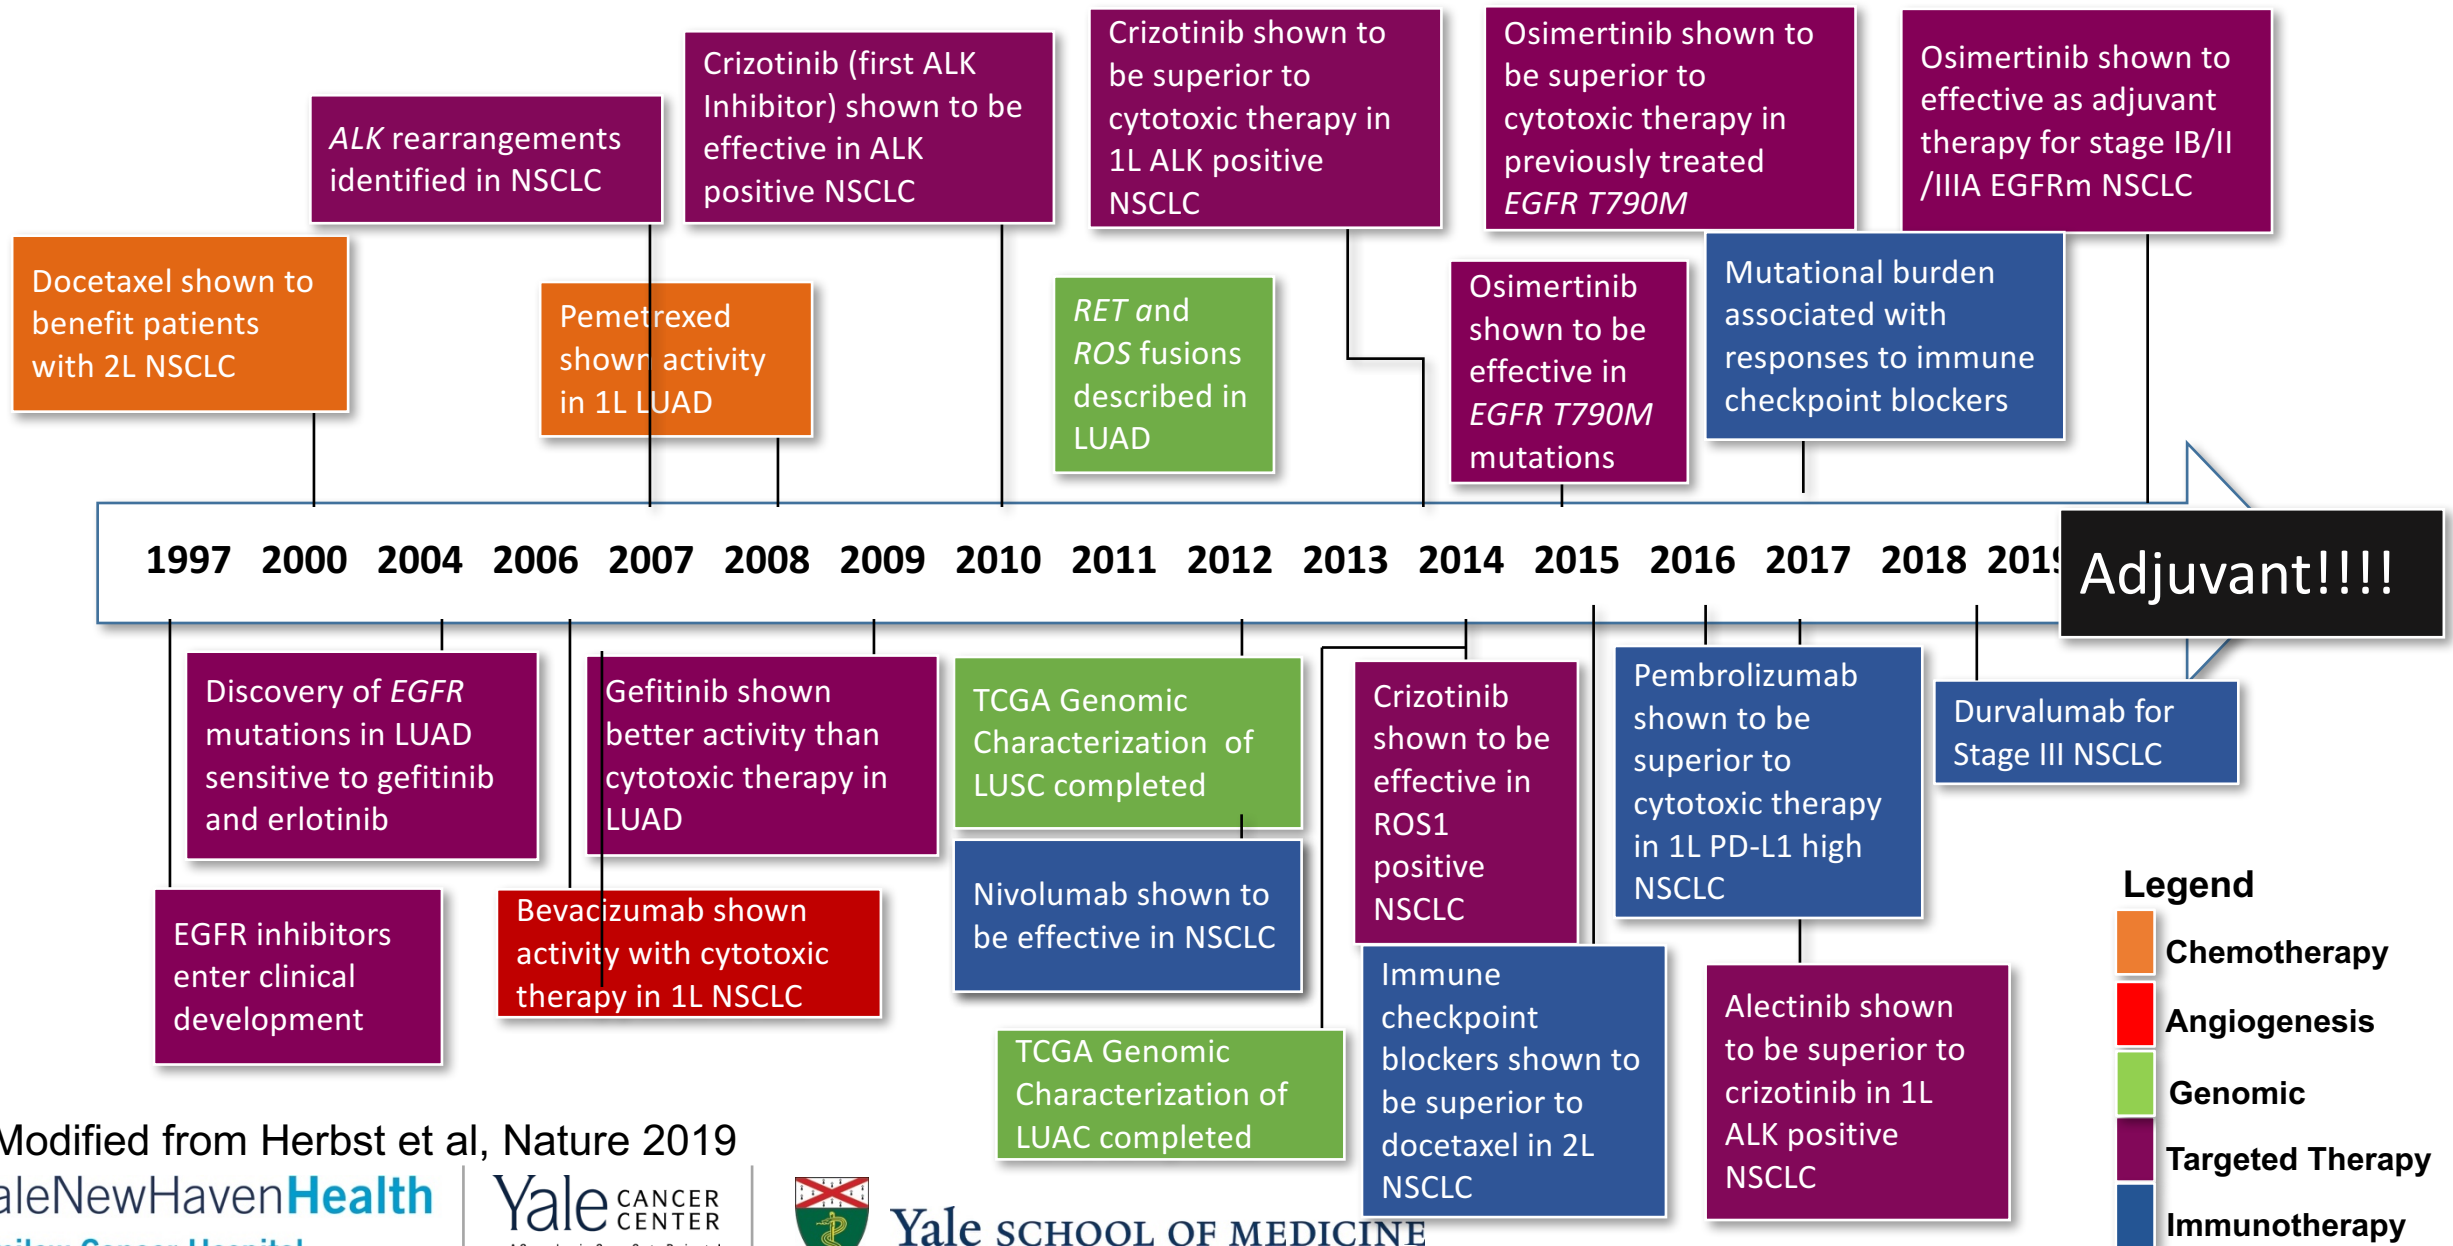 Crizotinib (first ALK
Inhibitor) shown to be
effective in ALK
positive NSCLC
Crizotinib shown to
be superior to
cytotoxic therapy in
1L ALK positive
NSCLC
Osimertinib shown to
be superior to
cytotoxic therapy in
previously treated
EGFR T790M
Osimertinib shown to
effective as adjuvant
therapy for stage IB/II
/IIIA EGFRm NSCLC
ALK rearrangements
identified in NSCLC
Docetaxel shown to
benefit patients
with 2L NSCLC
Pemetrexed
shown activity
in 1L LUAD
RET and
ROS fusions
described in
LUAD
Osimertinib
shown to be
effective in
EGFR T790M
mutations
Mutational burden
associated with
responses to immune
checkpoint blockers
1997 2000 2004 2006 2007 2008 2009 2010 2011 2012 2013 2014 2015 2016 2017 2018 2019
Adjuvant!!!!
Discovery of EGFR
mutations in LUAD
sensitive to gefitinib
and erlotinib
Gefitinib shown
better activity than
cytotoxic therapy in
LUAD
TCGA Genomic
Characterization of
LUSC completed
Crizotinib
shown to be
effective in
ROS1
positive
NSCLC
Pembrolizumab
shown to be
superior to
cytotoxic therapy
in 1L PD-L1 high
NSCLC
Durvalumab for
Stage III NSCLC
EGFR inhibitors
enter clinical
development
Bevacizumab shown
activity with cytotoxic
therapy in 1L NSCLC
Nivolumab shown to
be effective in NSCLC
TCGA Genomic
Characterization of
LUAC completed
Immune
checkpoint
blockers shown to
be superior to
docetaxel in 2L
NSCLC
Alectinib shown
to be superior to
crizotinib in 1L
ALK positive
NSCLC
Legend
Chemotherapy
Angiogenesis
Genomic
Targeted Therapy
Immunotherapy
Modified from Herbst et al, Nature 2019
aleNewHavenHealth
Cancer Hospital
Yale CANCER
CENTER
Yale SCHOOL OF MEDICINE